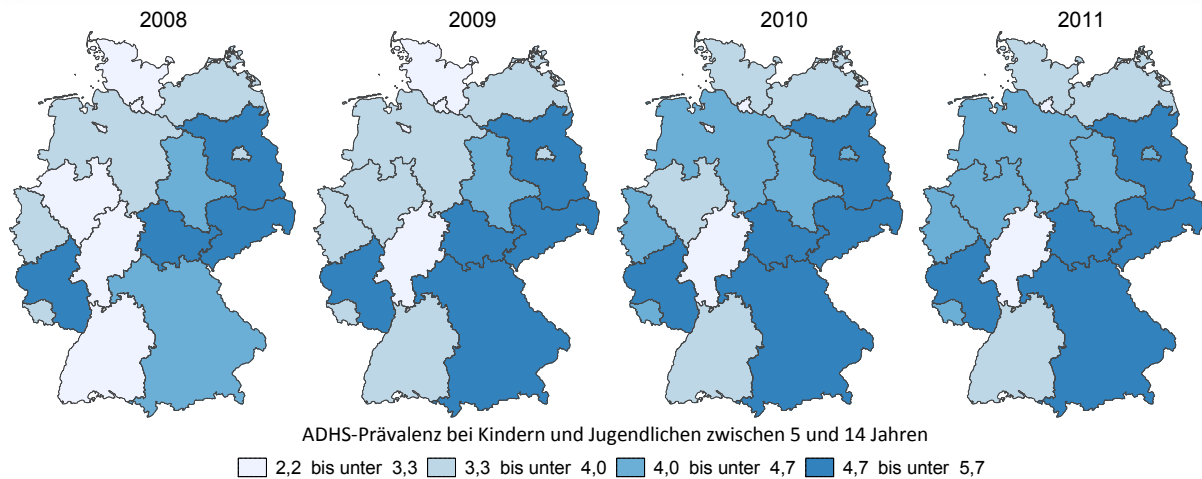 2008 2009 2010 2011
ADHS-Prävalenz bei Kindern und Jugendlichen zwischen 5 und 14 Jahren
2,2 bis unter 3,3 3,3 bis unter 4,0 4,0 bis unter 4,7 4,7 bis unter 5,7